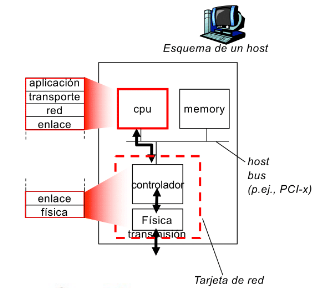 Esquema de un host
aplicación
transporte
red
enlace
cpu
memory
host
bus
(p.ej., PCI-x)
controlador
enlace
física
Física
transmisión
Tarjeta de red